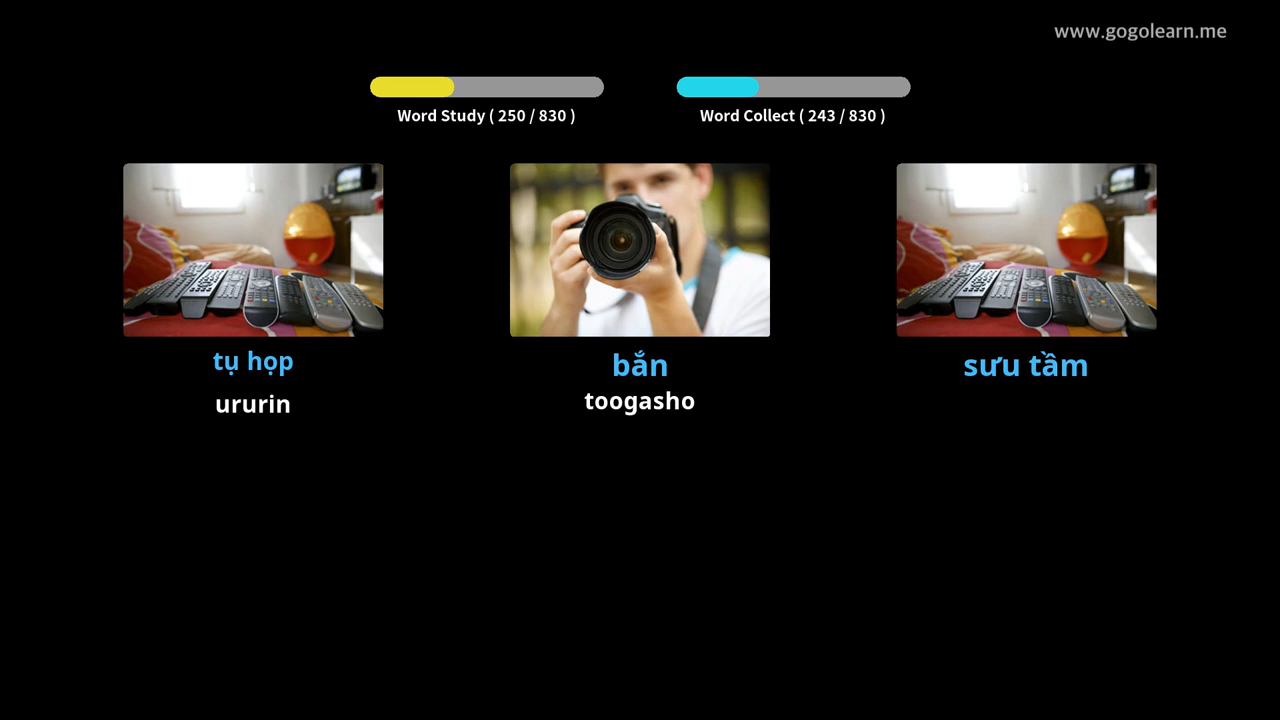 www.gogolearn.me
Word Study ( 250 / 830 )
Word Collect ( 243 / 830 )
tụ họp
ururin
bắn
toogasho
sưu tầm